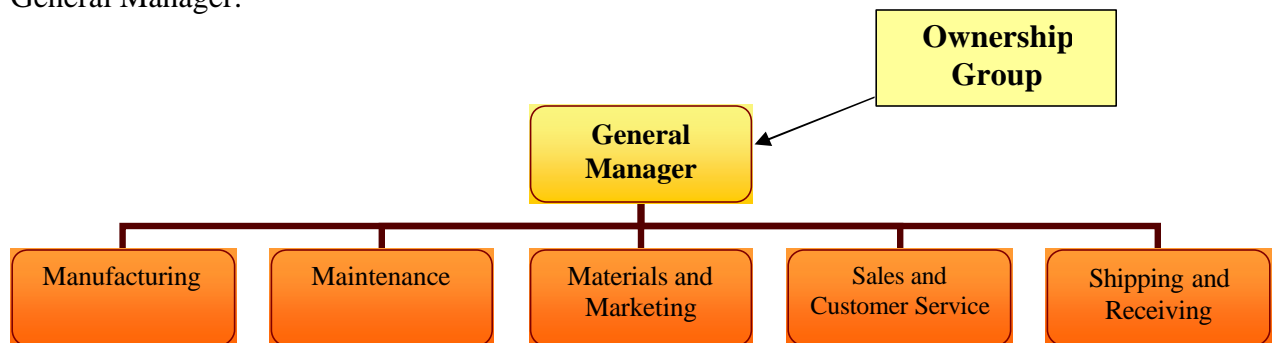 General Manager.
Ownership
Group
General
Manager
Manufacturing
Maintenance
Materials and
Marketing
Sales and
Customer Service
Shipping and
Receiving